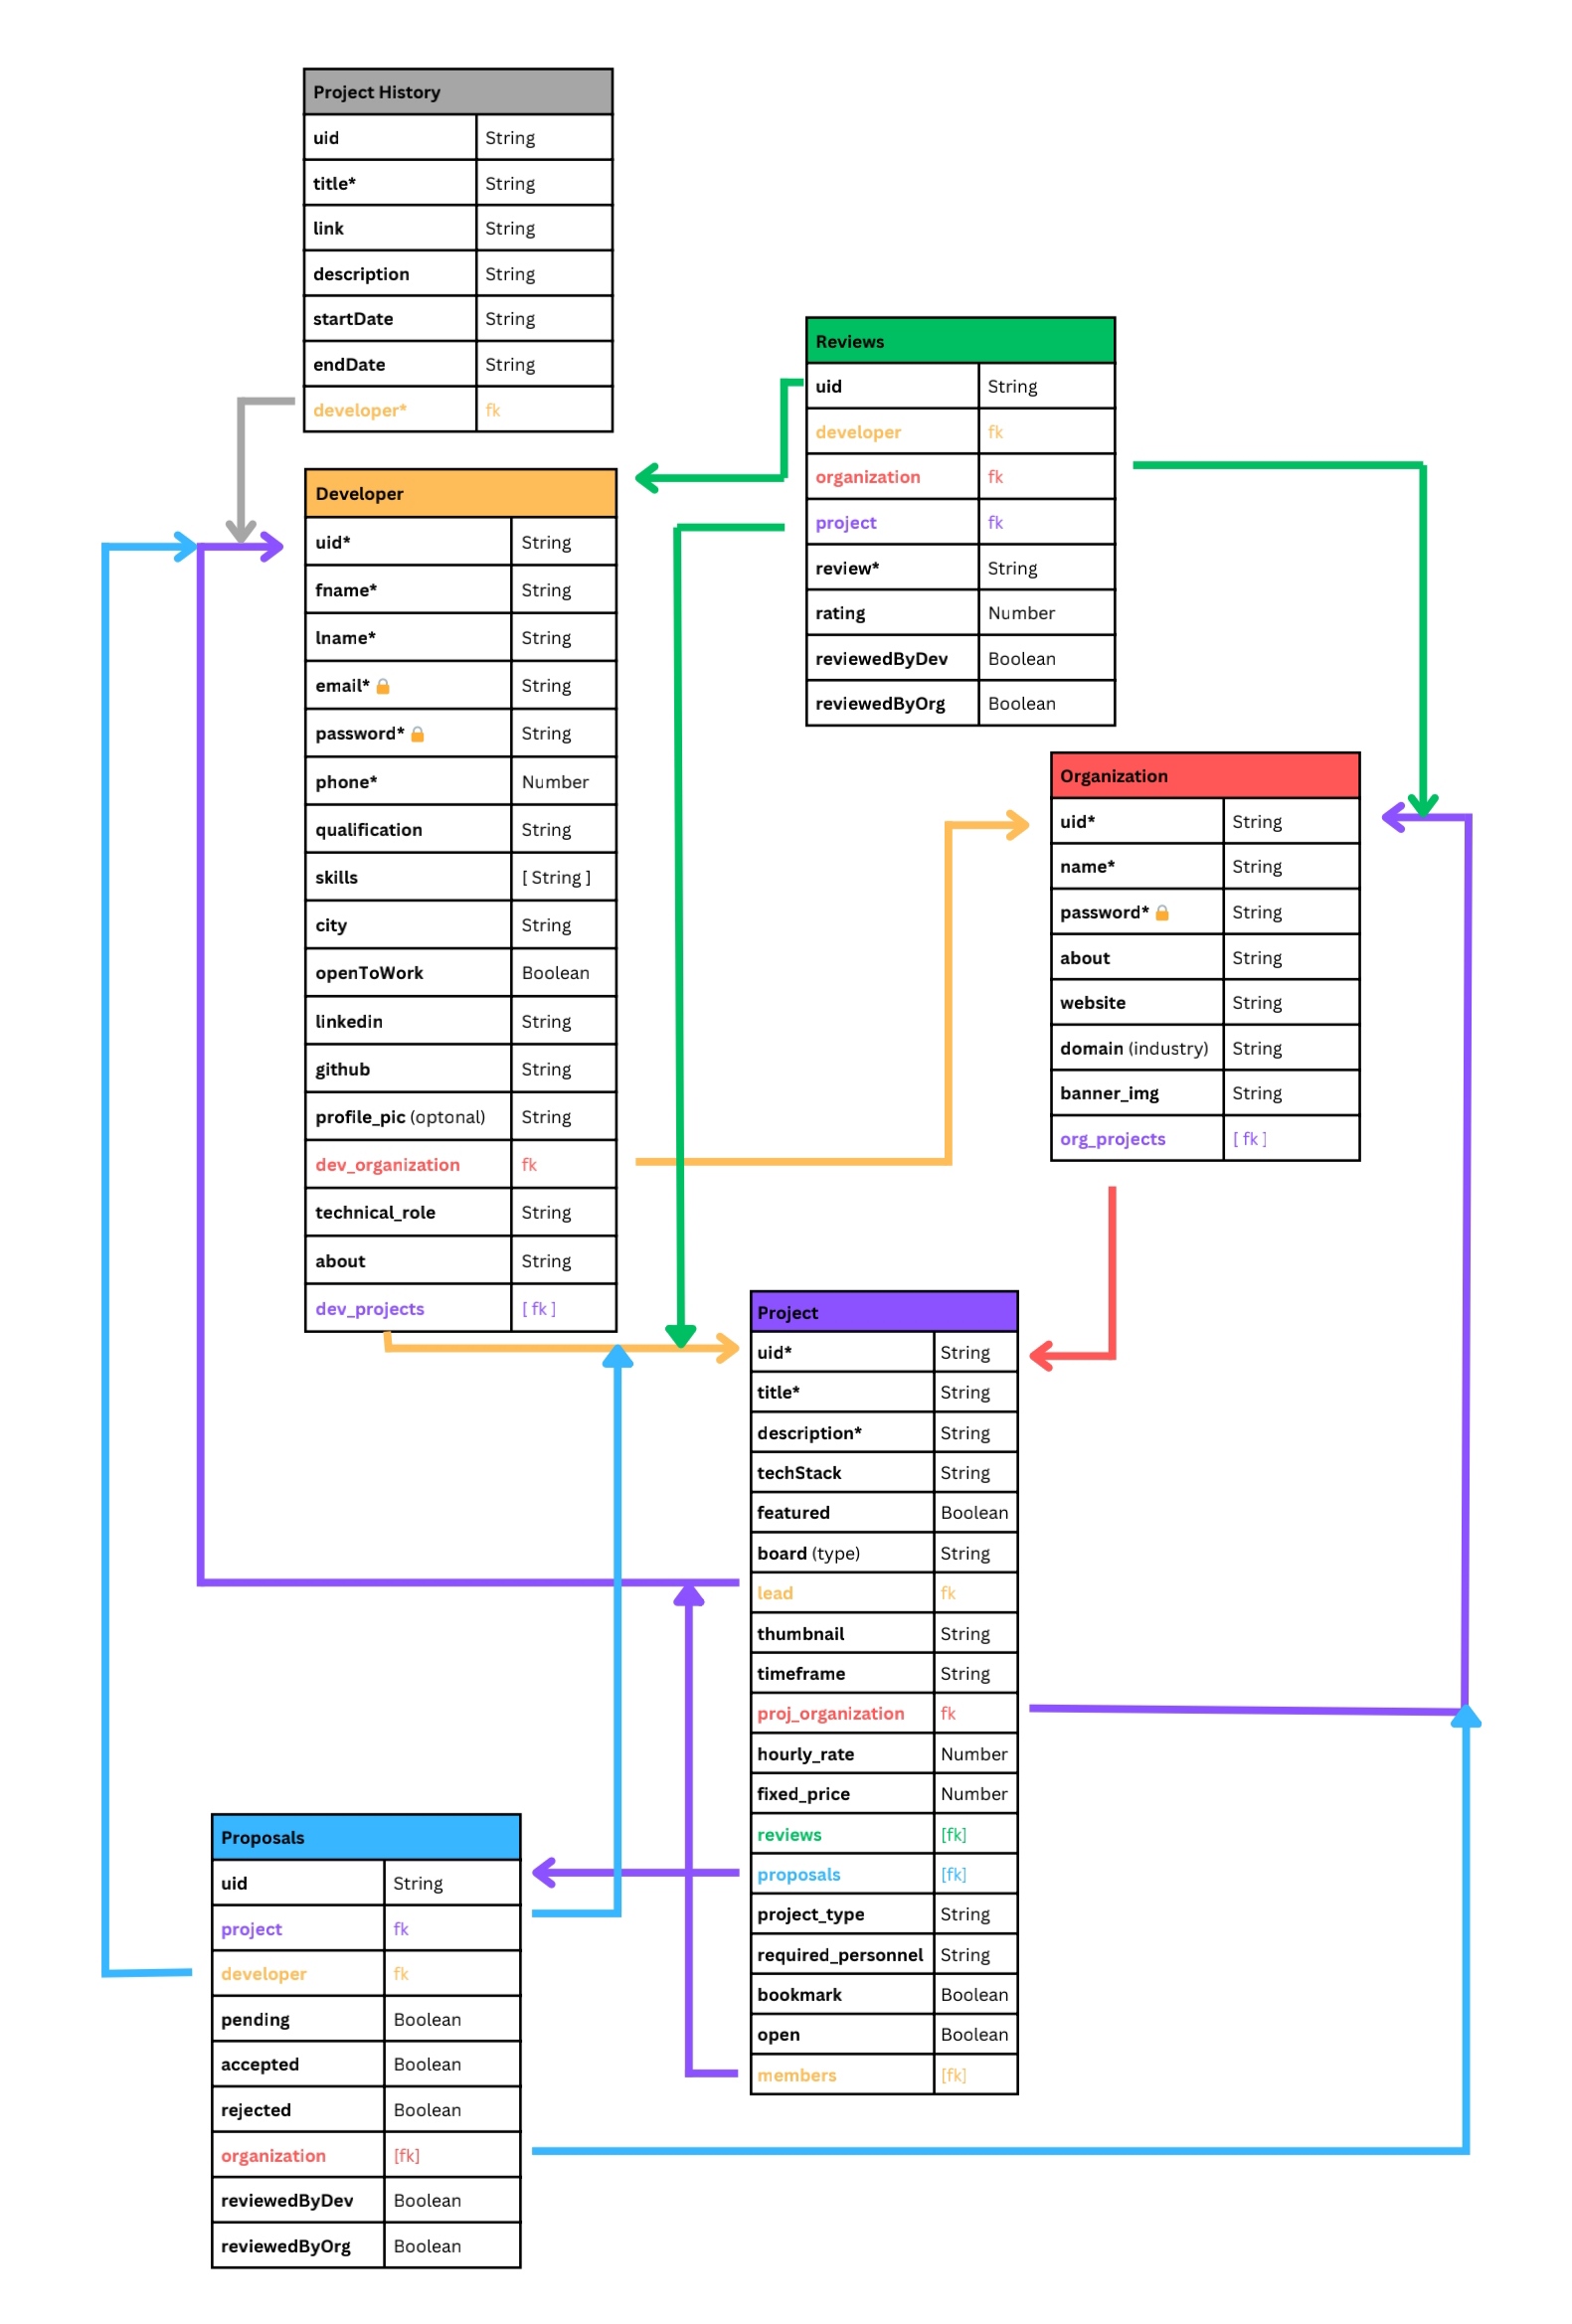 Project History
uid String
title* String
link String
description String
startDate String
endDate String
developer* fk
Reviews
uid String
developer fk
organization fk
project fk
review* String
rating Number
reviewedByDev Boolean
reviewedByOrg Boolean
Developer
uid* String
fname* String
lname* String
email* 🔒 String
password* 🔒 String
phone* Number
qualification String
skills [ String ]
city String
openToWork Boolean
linkedin String
github String
profile_pic (optonal) String
dev_organization fk
technical_role String
about String
dev_projects [ fk ]
Organization
uid* String
name* String
password* 🔒 String
about String
website String
domain (industry) String
banner_img String
org_projects [ fk ]
Project
uid* String
title* String
description* String
techStack String
featured Boolean
board (type) String
lead fk
thumbnail String
timeframe String
proj_organization fk
hourly_rate Number
fixed_price Number
reviews [fk]
proposals [fk]
project_type String
required_personnel String
bookmark Boolean
open Boolean
members [fk]
Proposals
uid String
project fk
developer fk
pending Boolean
accepted Boolean
rejected Boolean
organization [fk]
reviewedByDev Boolean
reviewedByOrg Boolean